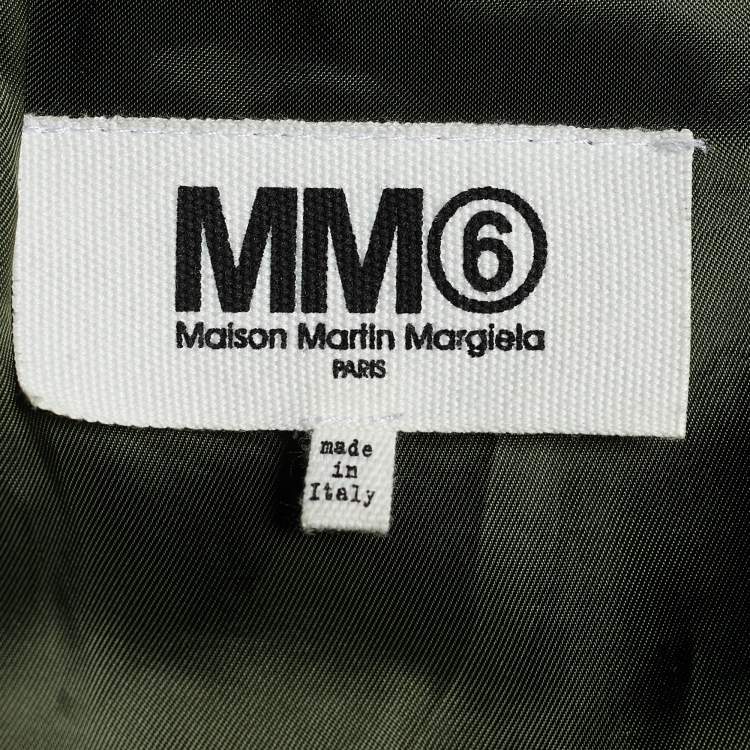 MM⑥
Maison Martin Margiela
PARIS
made
in
Italy